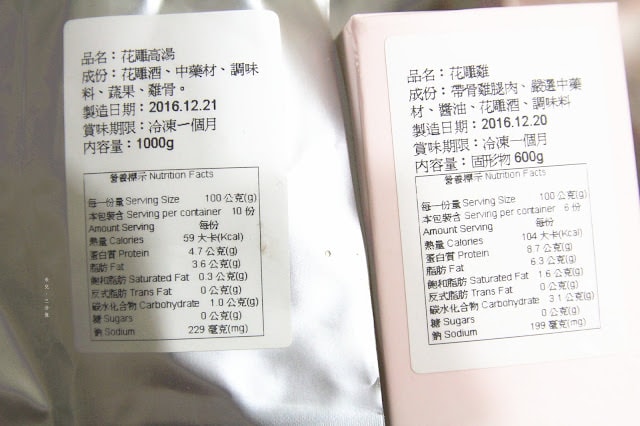 品名：花雕高湯
成份：花雕酒、中藥材、調味
料、蔬果、雞骨。
製造日期：2016.12.21
賞味期限：冷凍一個月
內容量：1000g
營養標示 Nutrition Facts
每一份量 Serving Size 100 公克(g)
本包裝含 Serving per container 10 份
Amount Serving 每份
熱量 Calories 59 大卡(Kcal)
蛋白質 Protein 4.7 公克(g)
脂肪 Fat 3.6 公克(g)
飽和脂肪 Saturated Fat 0.3 公克(g)
反式脂肪 Trans Fat 0 公克(g)
碳水化合物 Carbohydrate 1.0 公克(g)
糖 Sugars 0 公克(g)
鈉 Sodium 229 毫克(mg)
品名：花雕雞
成份：帶骨雞腿肉、嚴選中藥
材、醬油、花雕酒、調味料
製造日期：2016.12.20
賞味期限：冷凍一個月
內容量：固形物 600g
營養標示 Nutrition Facts
每一份量 Serving Size 100 公克(g)
本包裝含 Serving per container 6 份
Amount Serving 每份
熱量 Calories 104 大卡(Kcal)
蛋白質 Protein 8.7 公克(g)
脂肪 Fat 6.3 公克(g)
飽和脂肪 Saturated Fat 1.6 公克(g)
反式脂肪 Trans Fat 0 公克(g)
碳水化合物 Carbohydrate 3.1 公克(g)
糖 Sugars 0 公克(g)
鈉 Sodium 199 毫克(mg)